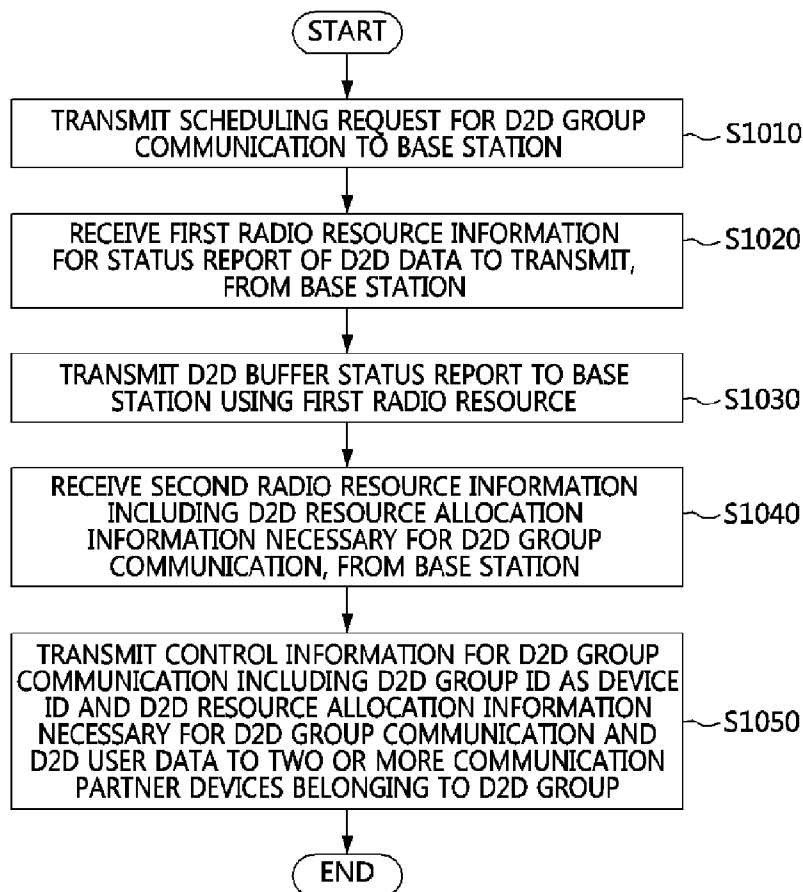 START
TRANSMIT SCHEDULING REQUEST FOR D2D GROUP
COMMUNICATION TO BASE STATION
S1010
RECEIVE FIRST RADIO RESOURCE INFORMATION
FOR STATUS REPORT OF D2D DATA TO TRANSMIT,
FROM BASE STATION
S1020
TRANSMIT D2D BUFFER STATUS REPORT TO BASE
STATION USING FIRST RADIO RESOURCE
S1030
RECEIVE SECOND RADIO RESOURCE INFORMATION
INCLUDING D2D RESOURCE ALLOCATION
INFORMATION NECESSARY FOR D2D GROUP
COMMUNICATION, FROM BASE STATION
S1040
TRANSMIT CONTROL INFORMATION FOR D2D GROUP
COMMUNICATION INCLUDING D2D GROUP ID AS DEVICE
ID AND D2D RESOURCE ALLOCATION INFORMATION
NECESSARY FOR D2D GROUP COMMUNICATION AND
D2D USER DATA TO TWO OR MORE COMMUNICATION
PARTNER DEVICES BELONGING TO D2D GROUP
S1050
END